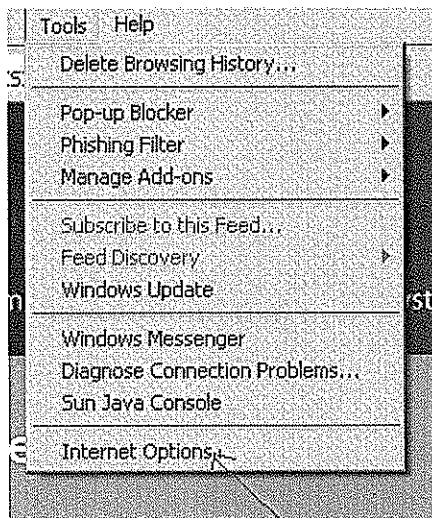 Tools Help
Delete Browsing History...
Pop-up Blocker
Phishing Filter
Manage Add-ons
Subscribe to this Feed...
Feed Discovery
Windows Update
Windows Messenger
Diagnose Connection Problems...
Sun Java Console
Internet Options